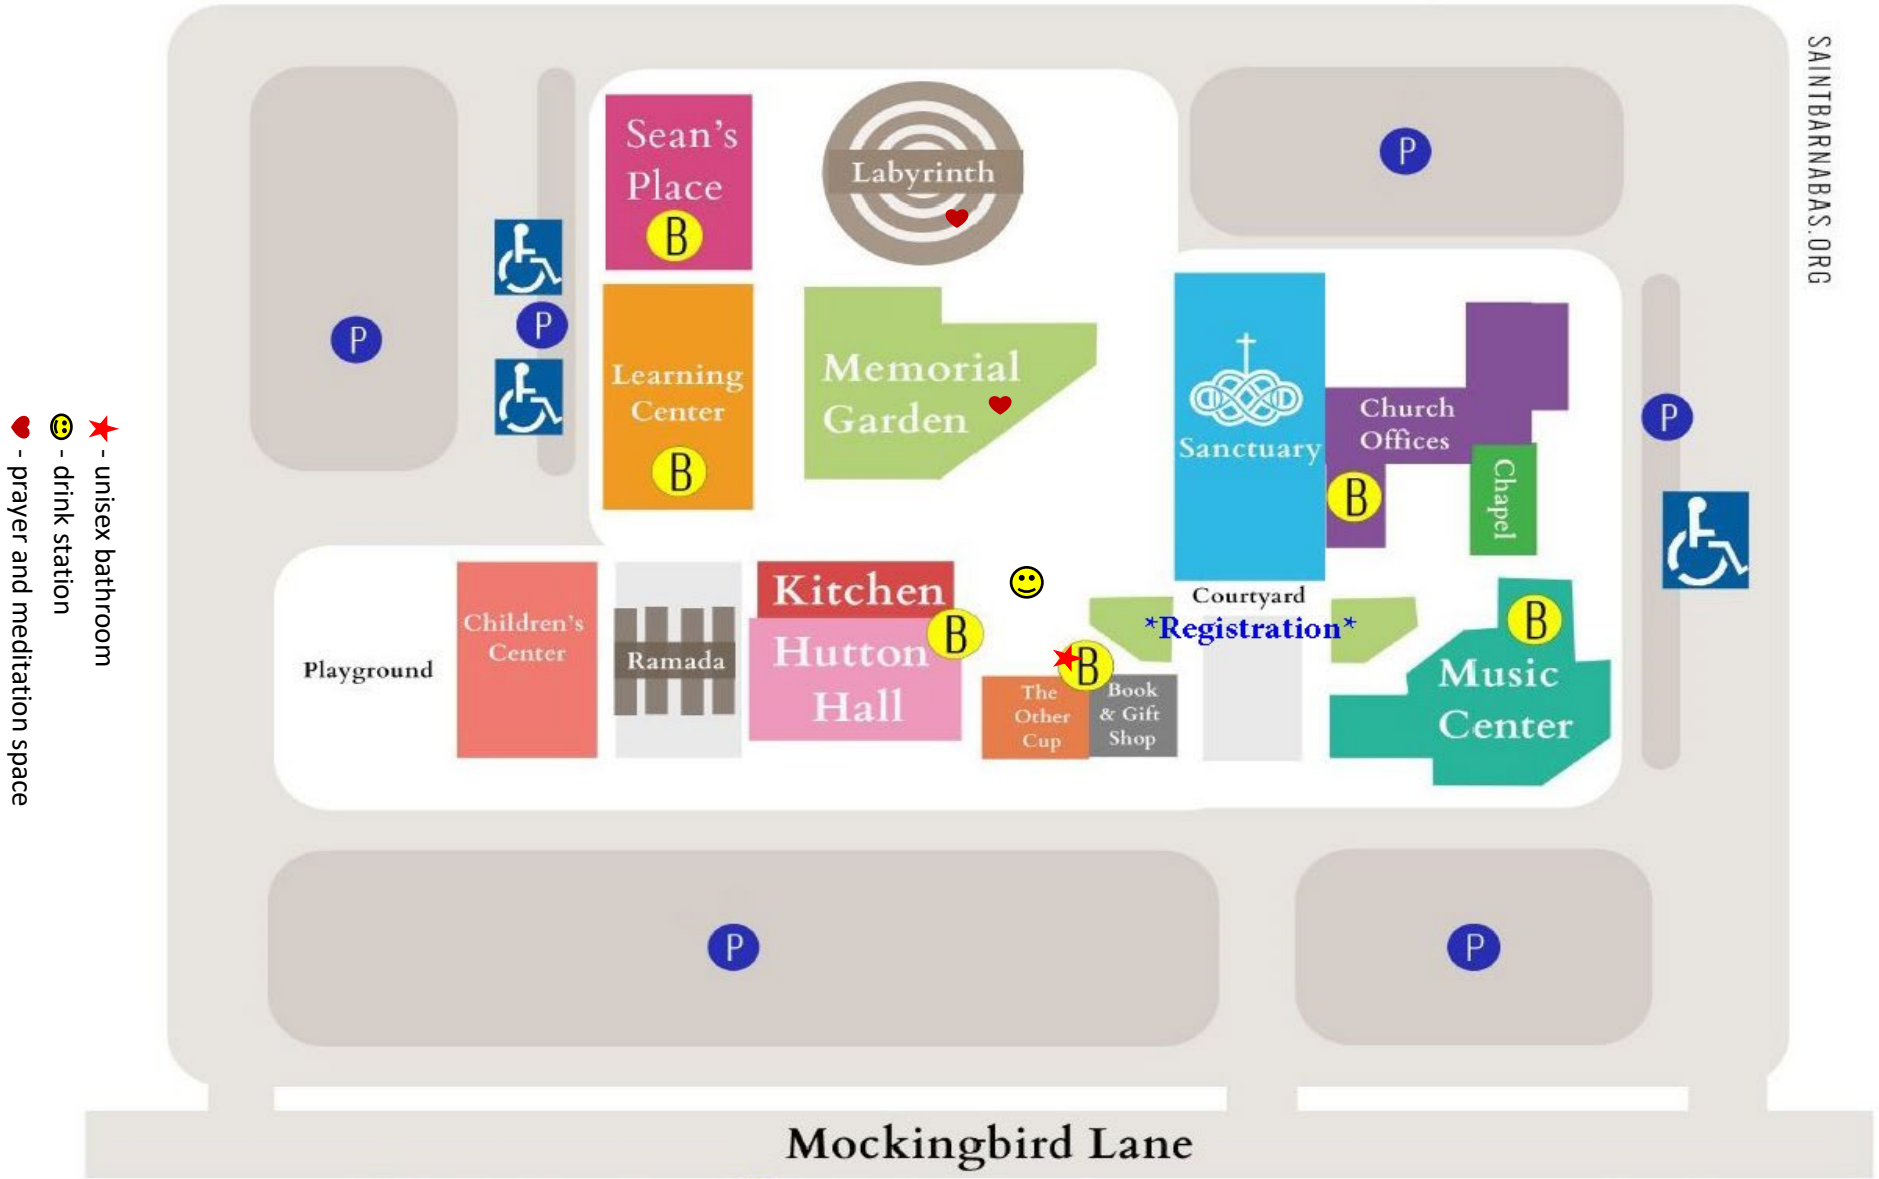 SAINTBARNABAS.ORG
Sean's
Place
B
Labyrinth
P
P
P
Learning
Center
B
Memorial
Garden
Sanctuary
Church
Offices
B
Chapel
P
Playground
Children's
Center
Ramada
Kitchen
Hutton
Hall
B
The
Other
Cup
B
Book
& Gift
Shop
Courtyard
*Registration*
B
Music
Center
P
P
Mockingbird Lane
- unisex bathroom
- drink station
- prayer and meditation space